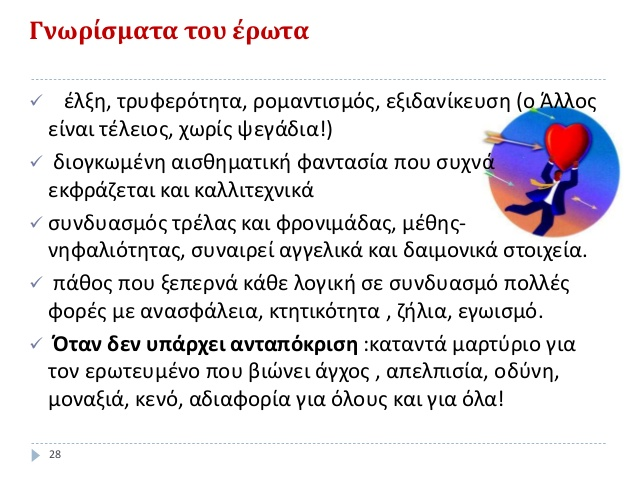 Γνωρίσματα του έρωτα
έλξη, τρυφερότητα, ρομαντισμός, εξιδανίκευση (ο Άλλος
είναι τέλειος, χωρίς ψεγάδια!)
διογκωμένη αισθηματική φαντασία που συχνά
εκφράζεται και καλλιτεχνικά
συνδυασμός τρέλας και φρονιμάδας, μέθης-
νηφαλιότητας, συναιρεί αγγελικά και δαιμονικά στοιχεία.
πάθος που ξεπερνά κάθε λογική σε συνδυασμό πολλές
φορές με ανασφάλεια, κτητικότητα , ζήλια, εγωισμό.
Όταν δεν υπάρχει ανταπόκριση :καταντά μαρτύριο για
τον ερωτευμένο που βιώνει άγχος , απελπισία, οδύνη,
μοναξιά, κενό, αδιαφορία για όλους και για όλα!
28